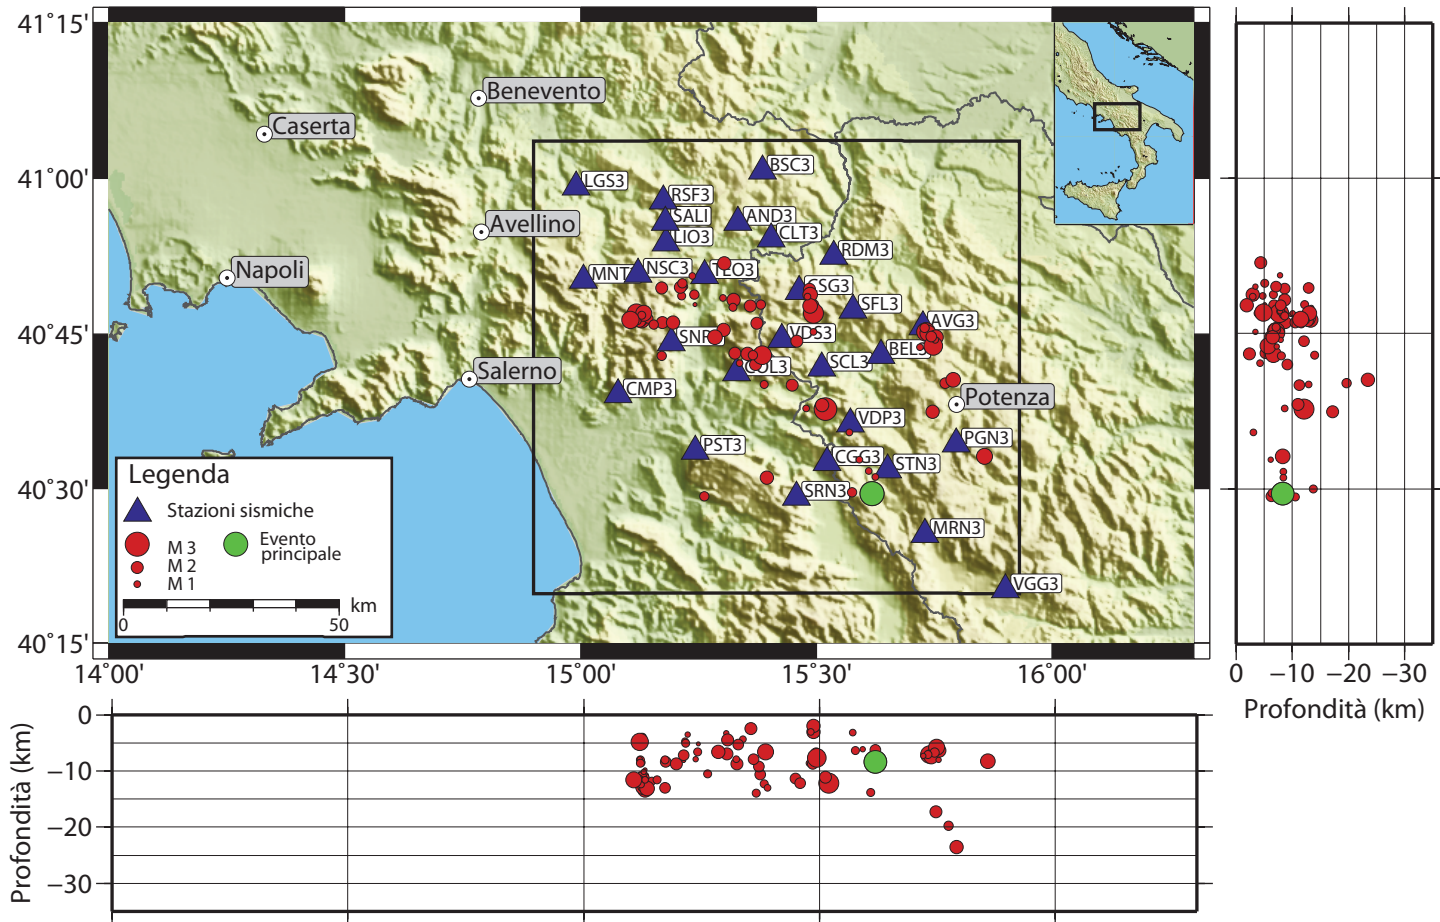 41°15'
41°00'
40°45'
40°30'
40°15'
14°00'
14°30'
15°00'
15°30'
16°00'
Benevento
Caserta
Avellino
Napoli
Salerno
Potenza
BSC3
LGS3
RSF3
SALI
AND3
LIO3
CLT3
RDM3
NSC3
TEO3
MNT
CSG3
SFL3
AVG3
SNR
VDS3
BEL3
SCL3
COL3
CMP3
VDP3
PST3
PGN3
CGG3
STN3
SRN3
MRN3
VGG3
Legenda
Stazioni sismiche
M 3
M 2
M 1
Evento
principale
km
0
50
0
−10
−20
−30
Profondità (km)
0
−10
−20
−30
Profondità (km)